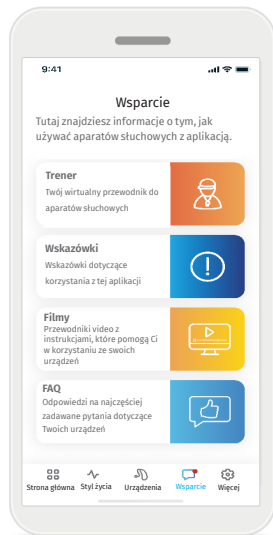 9:41
Wsparcie
Tutaj znajdziesz informacje o tym, jak
używać aparatów słuchowych z aplikacją.
Trener
Twój wirtualny przewodnik do
aparatów słuchowych
Wskazówki
Wskazówki dotyczące
korzystania z tej aplikacji
Filmy
Przewodniki video z
instrukcjami, które pomogą Ci
w korzystaniu ze swoich
urządzeń
FAQ
Odpowiedzi na najczęściej
zadawane pytania dotyczące
Twoich urządzeń
Strona główna Styl życia Urządzenia Wsparcie Więcej